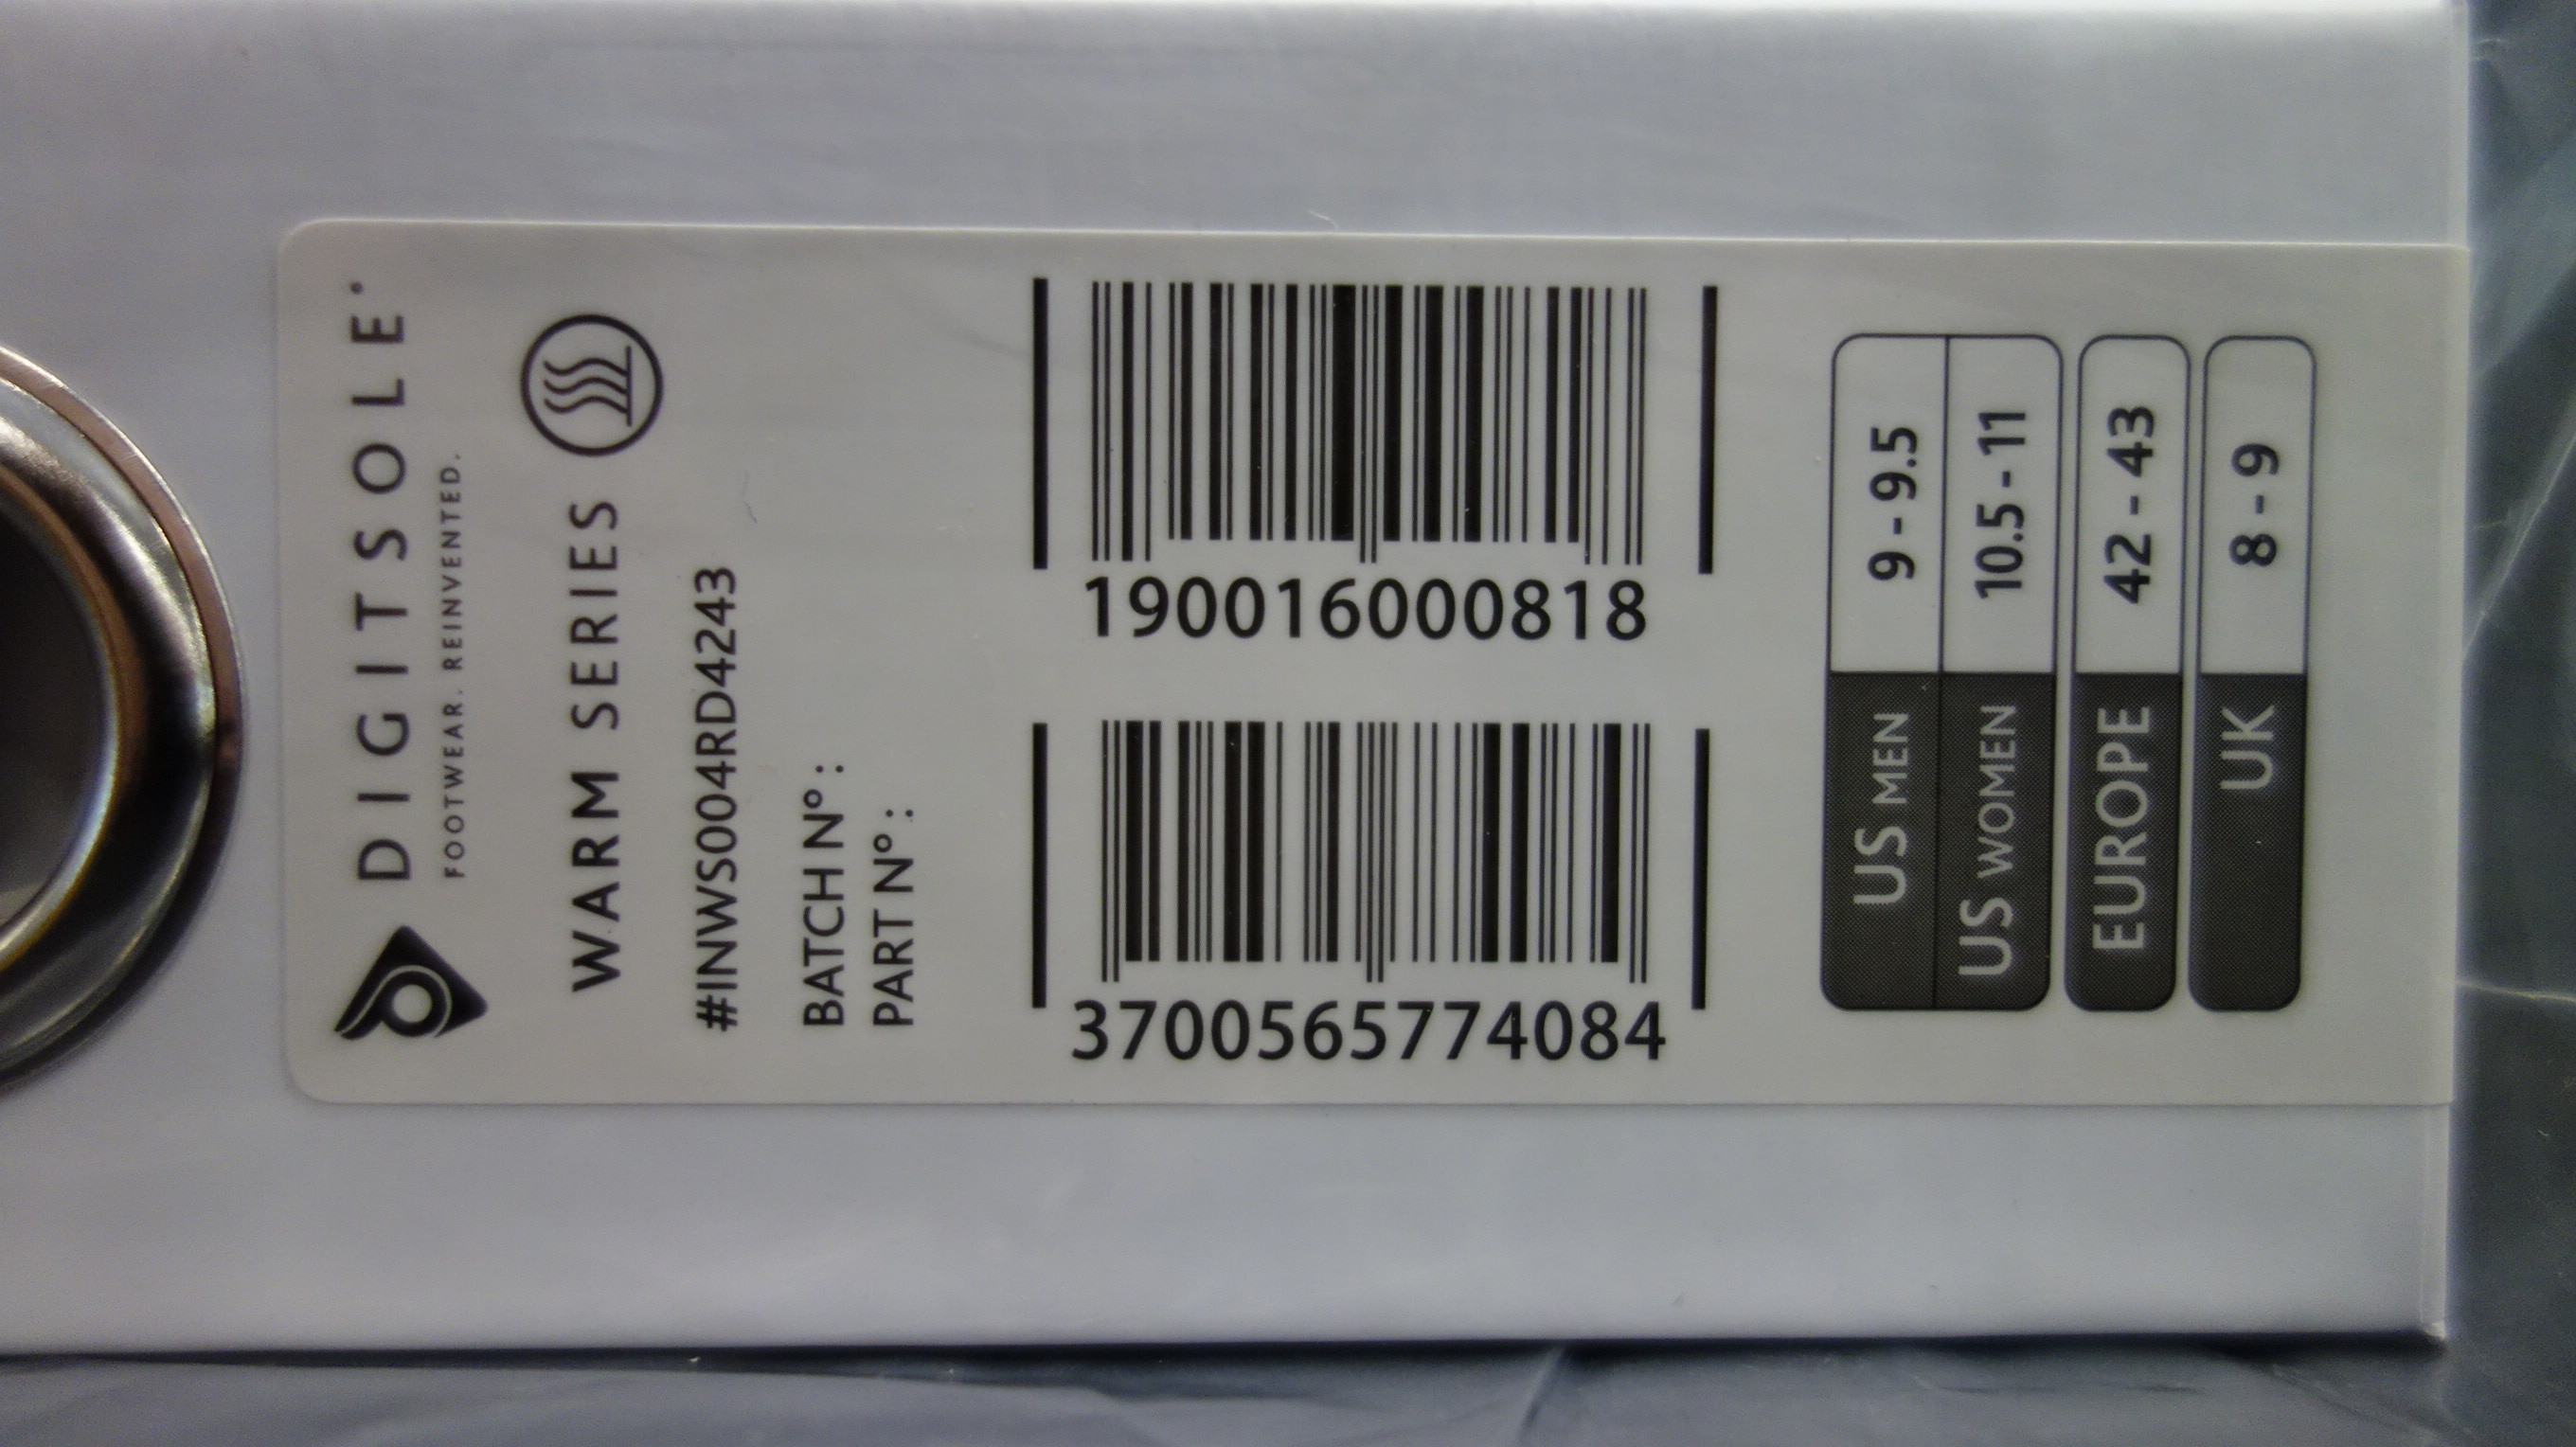 DIGITSOLE
FOOTWEAR. REINVENTED.
WARM SERIES
#INWS004RD4243
BATCH N° :
PART N° :
190016000818
3700565774084
US MEN 9 - 9.5
US WOMEN 10.5 - 11
EUROPE 42 - 43
UK 8 - 9